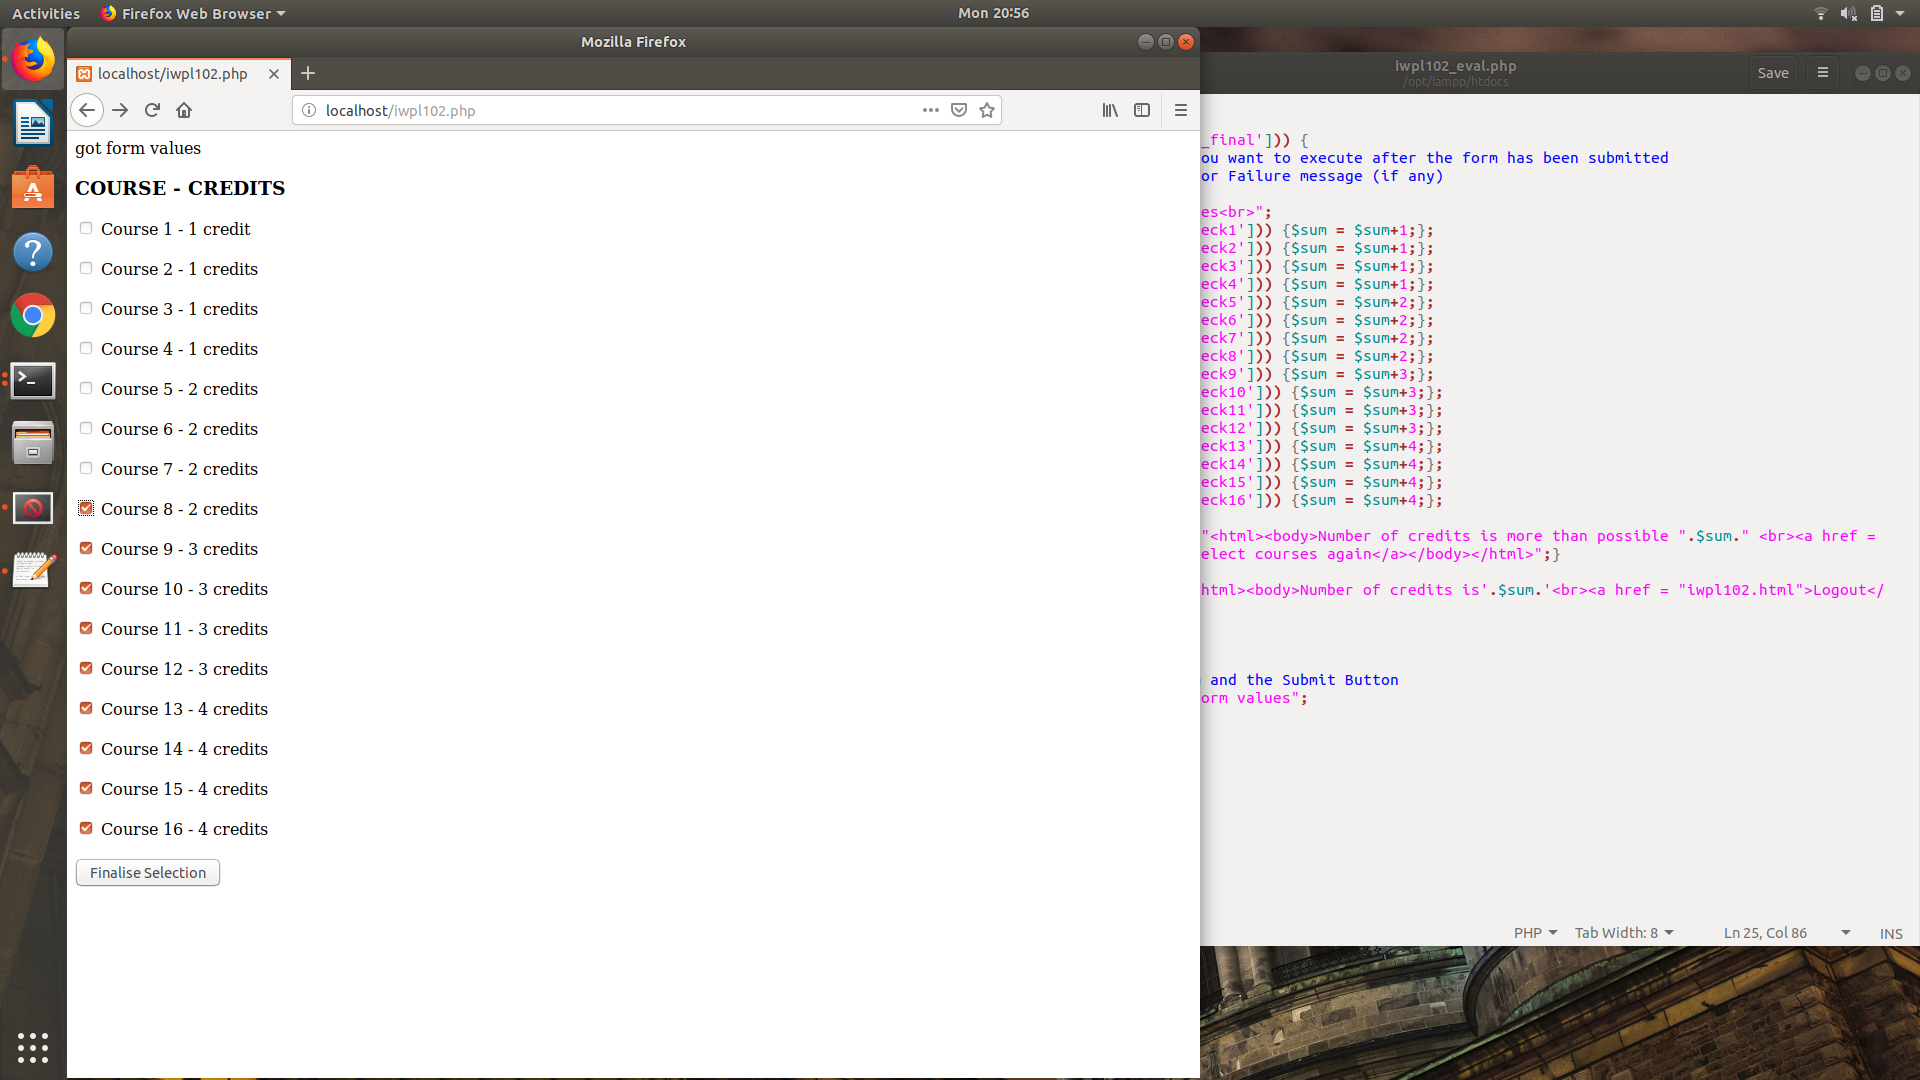 Activities Firefox Web Browser Mon 20:56
Mozilla Firefox
localhost/iwpl102.php
localhost/iwpl102.php
got form values
COURSE - CREDITS
Course 1 - 1 credit
Course 2 - 1 credits
Course 3 - 1 credits
Course 4 - 1 credits
Course 5 - 2 credits
Course 6 - 2 credits
Course 7 - 2 credits
Course 8 - 2 credits
Course 9 - 3 credits
Course 10 - 3 credits
Course 11 - 3 credits
Course 12 - 3 credits
Course 13 - 4 credits
Course 14 - 4 credits
Course 15 - 4 credits
Course 16 - 4 credits
Finalise Selection
iwpl102_eval.php
/opt/lampp/htdocs
Save
_final'])) {
ou want to execute after the form has been submitted
or Failure message (if any)
es<br>";
eck1'])) {$sum = $sum+1;};
eck2'])) {$sum = $sum+1;};
eck3'])) {$sum = $sum+1;};
eck4'])) {$sum = $sum+1;};
eck5'])) {$sum = $sum+2;};
eck6'])) {$sum = $sum+2;};
eck7'])) {$sum = $sum+2;};
eck8'])) {$sum = $sum+2;};
eck9'])) {$sum = $sum+3;};
eck10'])) {$sum = $sum+3;};
eck11'])) {$sum = $sum+3;};
eck12'])) {$sum = $sum+3;};
eck13'])) {$sum = $sum+4;};
eck14'])) {$sum = $sum+4;};
eck15'])) {$sum = $sum+4;};
eck16'])) {$sum = $sum+4;};
"<html><body>Number of credits is more than possible ".$sum." <br><a href =
elect courses again</a></body></html>";}
html><body>Number of credits is'.$sum.'<br><a href = "iwpl102.html">Logout</
and the Submit Button
orm values";
PHP Tab Width: 8 Ln 25, Col 86 INS